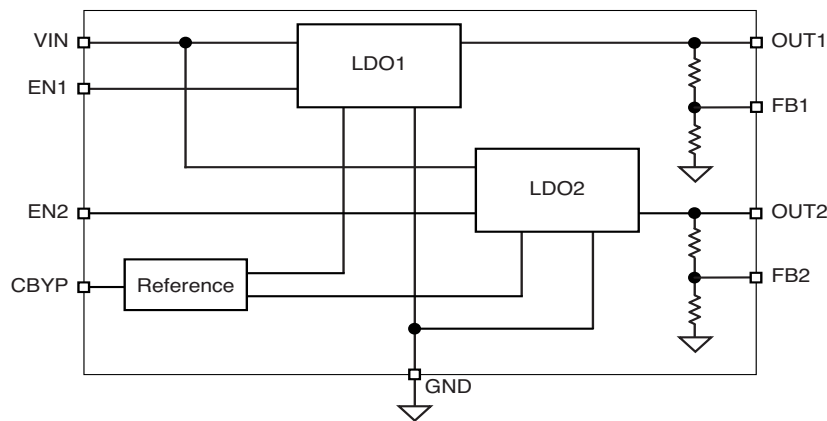 VIN
LDO1
OUT1
EN1
FB1
LDO2
EN2
OUT2
CBYP
Reference
FB2
GND